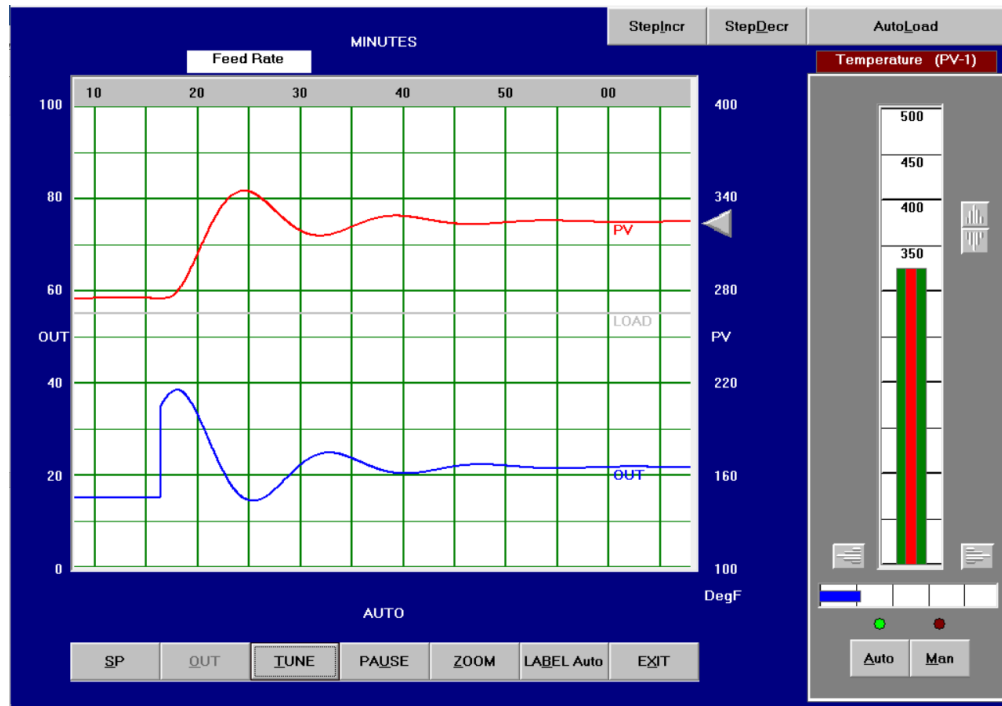 StepIncr StepDecr AutoLoad
MINUTES
Feed Rate Temperature (PV-1)
10 20 30 40 50 00
100 400 500
450
80 340 400
PV
350
60 280
LOAD
OUT PV
40 220
20 OUT 160
0 100
DegF
AUTO
SP OUT TUNE PAUSE ZOOM LABEL Auto EXIT Auto Man